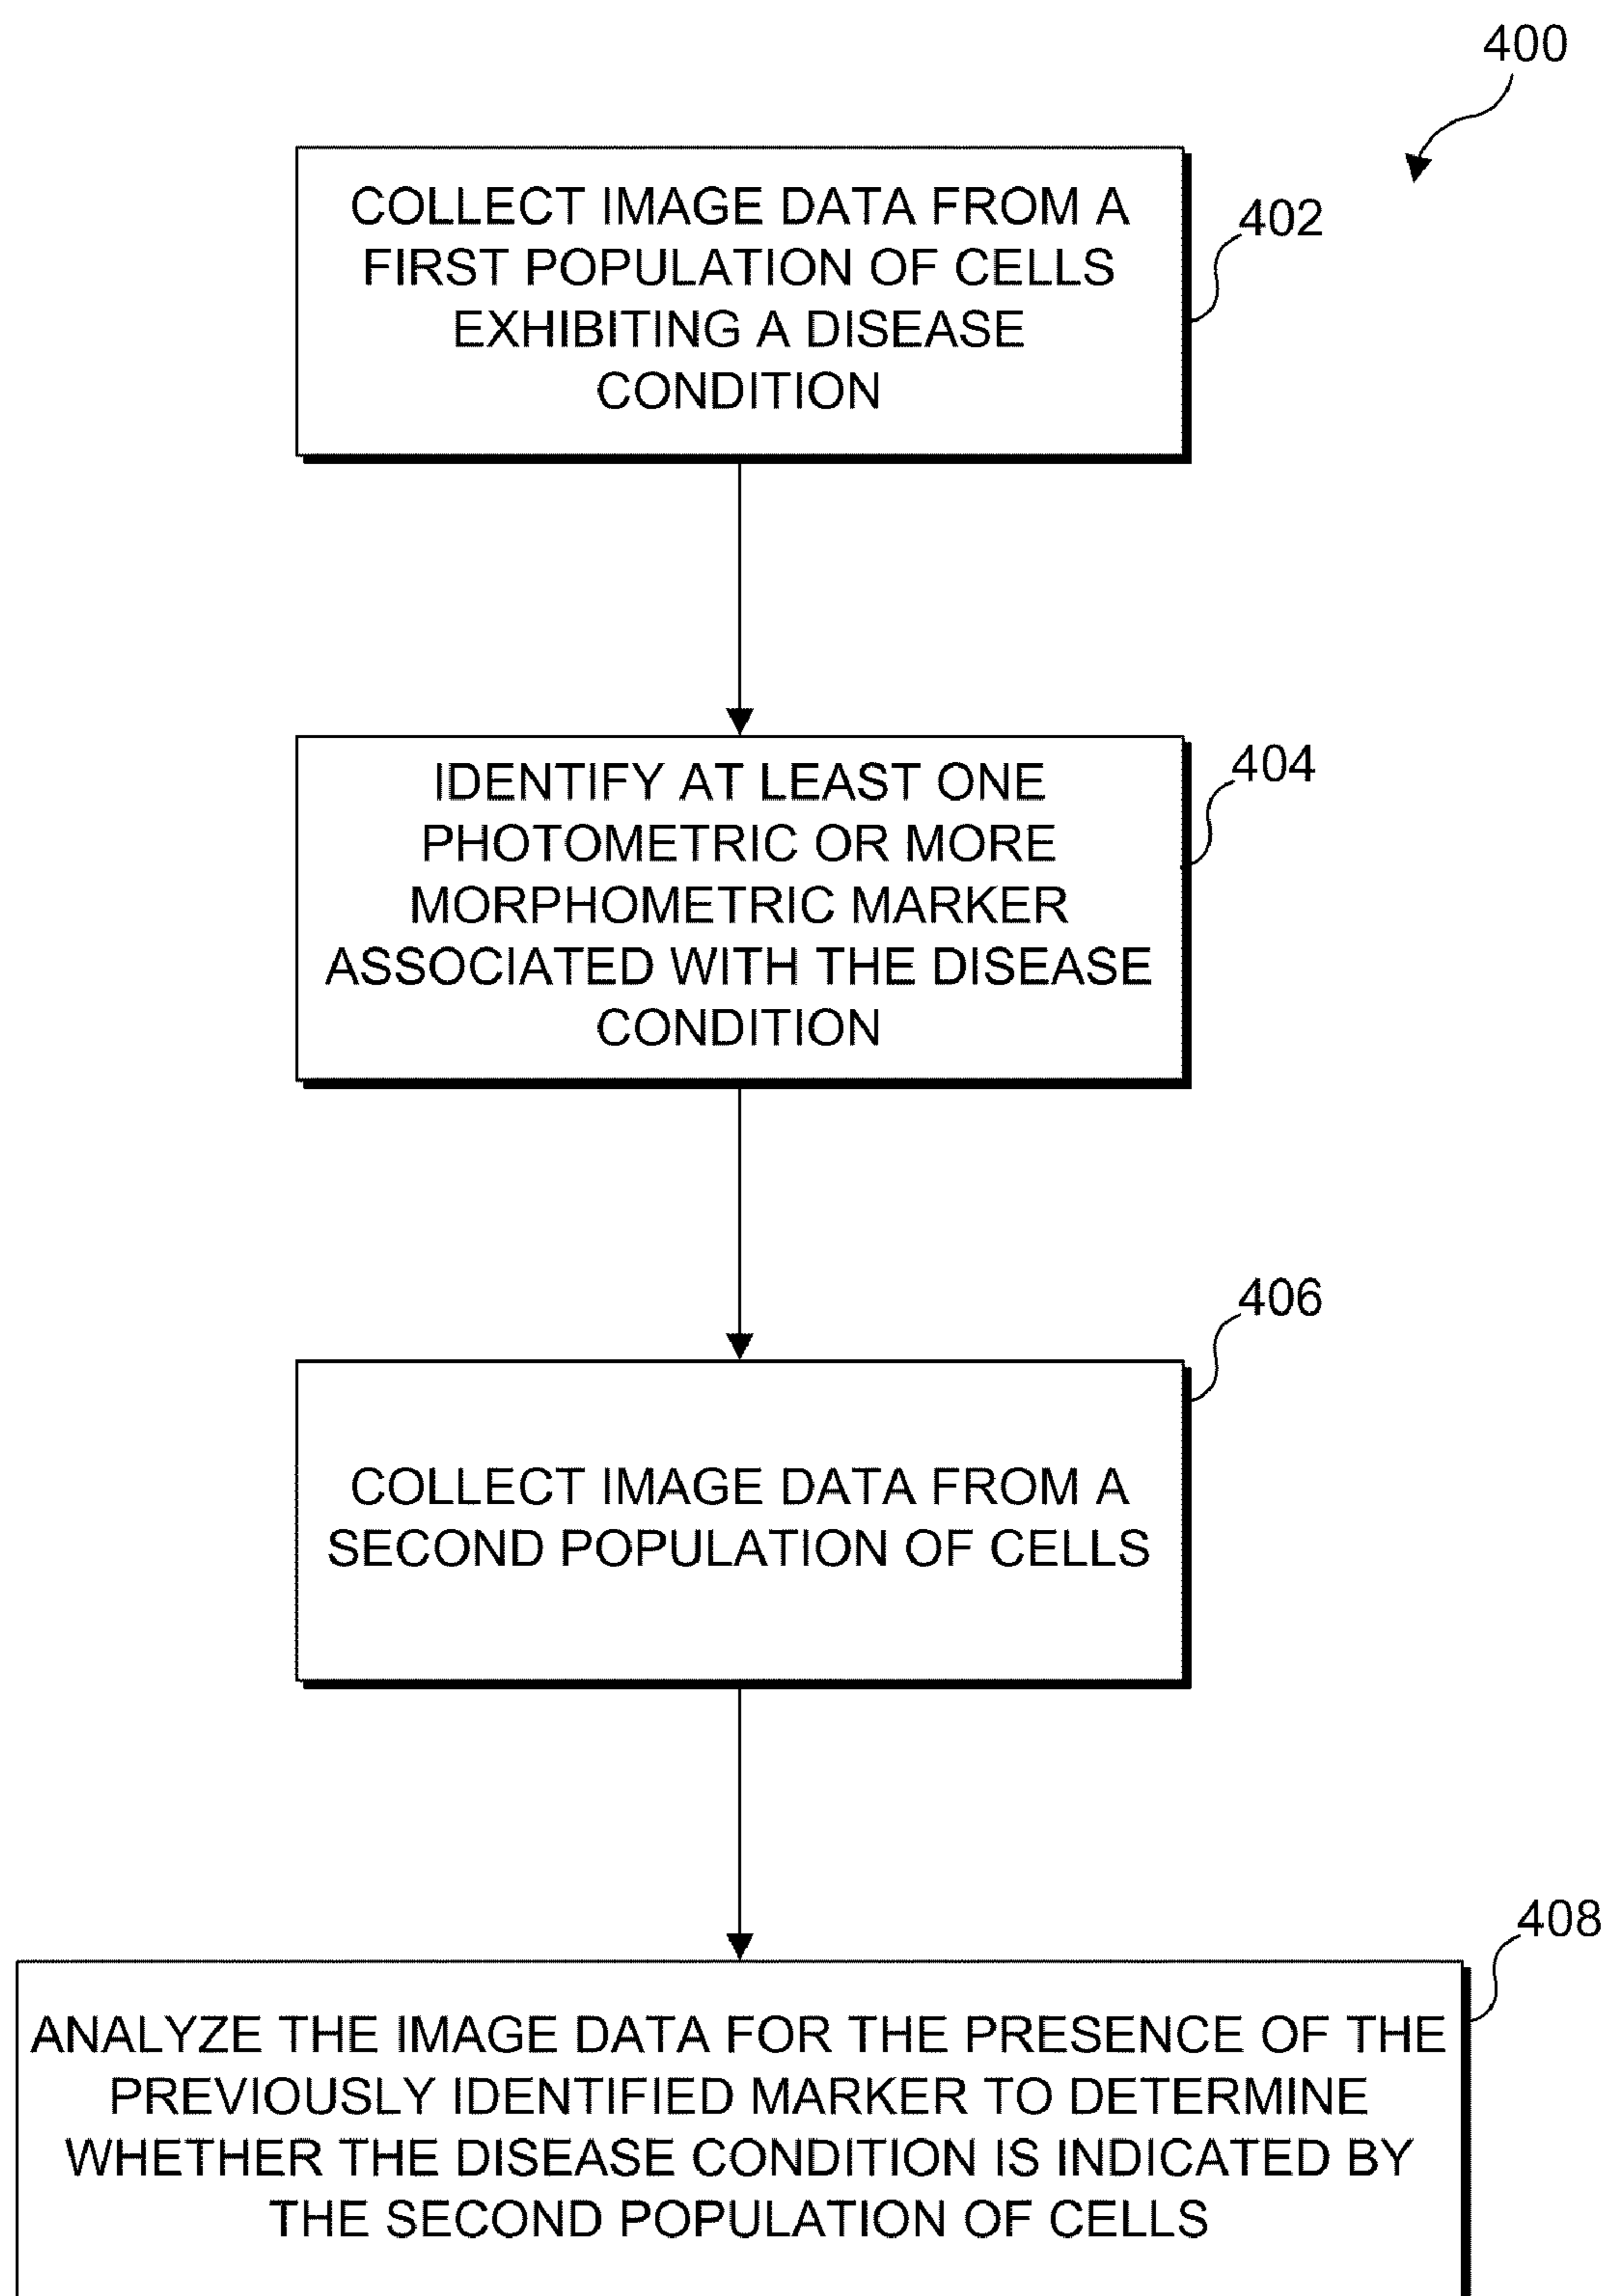 400
COLLECT IMAGE DATA FROM A
FIRST POPULATION OF CELLS
EXHIBITING A DISEASE
CONDITION
402
IDENTIFY AT LEAST ONE
PHOTOMETRIC OR MORE
MORPHOMETRIC MARKER
ASSOCIATED WITH THE DISEASE
CONDITION
404
COLLECT IMAGE DATA FROM A
SECOND POPULATION OF CELLS
406
ANALYZE THE IMAGE DATA FOR THE PRESENCE OF THE
PREVIOUSLY IDENTIFIED MARKER TO DETERMINE
WHETHER THE DISEASE CONDITION IS INDICATED BY
THE SECOND POPULATION OF CELLS
408